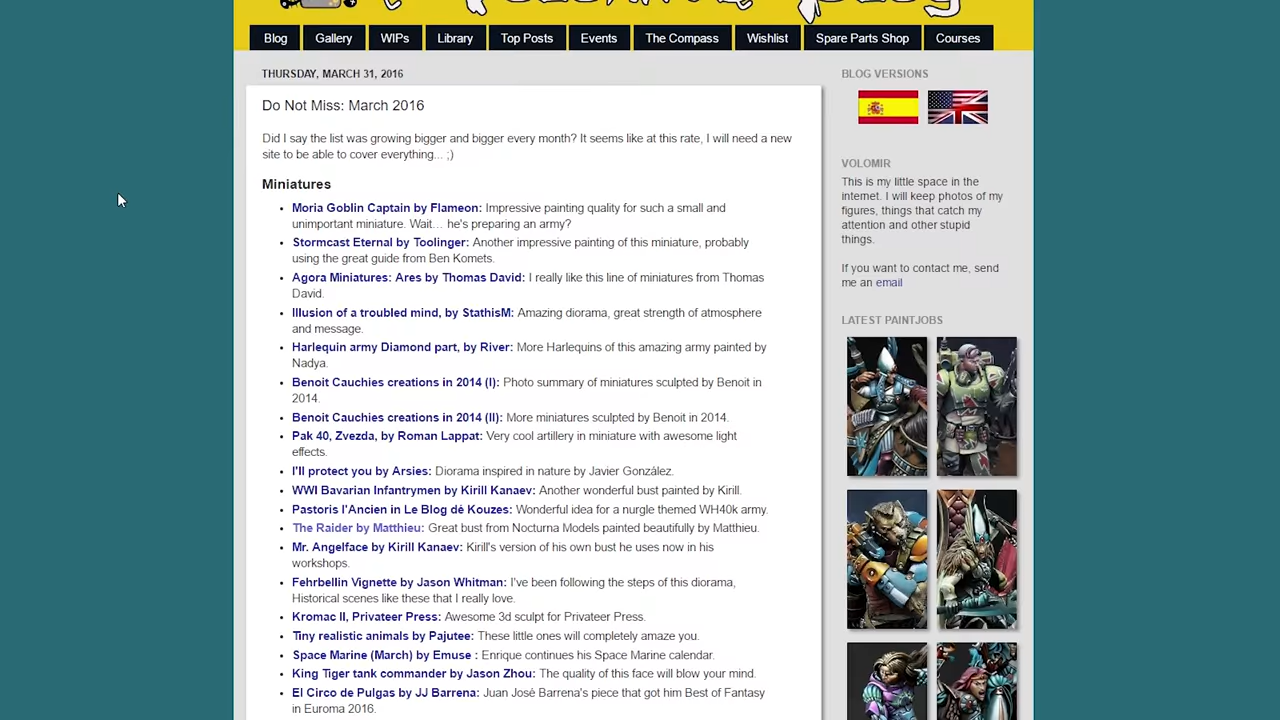 Blog Gallery WIPs Library Top Posts Events The Compass Wishlist Spare Parts Shop Courses
THURSDAY, MARCH 31, 2016
Do Not Miss: March 2016
Did I say the list was growing bigger and bigger every month? It seems like at this rate, I will need a new
site to be able to cover everything... ;)
Miniatures
Moria Goblin Captain by Flameon: Impressive painting quality for such a small and
unimportant miniature. Wait... he's preparing an army?
Stormcast Eternal by Toolinger: Another impressive painting of this miniature, probably
using the great guide from Ben Komets.
Agora Miniatures: Ares by Thomas David: I really like this line of miniatures from Thomas
David.
Illusion of a troubled mind, by StathisM: Amazing diorama, great strength of atmosphere
and message.
Harlequin army Diamond part, by River: More Harlequins of this amazing army painted by
Nadya.
Benoit Cauchies creations in 2014 (I): Photo summary of miniatures sculpted by Benoit in
2014.
Benoit Cauchies creations in 2014 (II): More miniatures sculpted by Benoit in 2014.
Pak 40, Zvezda, by Roman Lappat: Very cool artillery in miniature with awesome light
effects.
I'll protect you by Arsies: Diorama inspired in nature by Javier González.
WWI Bavarian Infantrymen by Kirill Kanaev: Another wonderful bust painted by Kirill.
Pastoris l'Ancien in Le Blog dé Kouzes: Wonderful idea for a nurgle themed WH40k army.
The Raider by Matthieu: Great bust from Nocturna Models painted beautifully by Matthieu.
Mr. Angelface by Kirill Kanaev: Kirill's version of his own bust he uses now in his
workshops.
Fehrbellin Vignette by Jason Whitman: I've been following the steps of this diorama,
Historical scenes like these that I really love.
Kromac II, Privateer Press: Awesome 3d sculpt for Privateer Press.
Tiny realistic animals by Pajutee: These little ones will completely amaze you.
Space Marine (March) by Emuse : Enrique continues his Space Marine calendar.
King Tiger tank commander by Jason Zhou: The quality of this face will blow your mind.
El Circo de Pulgas by JJ Barrena: Juan José Barrena's piece that got him Best of Fantasy
in Euroma 2016.
BLOG VERSIONS
VOLOMIR
This is my little space in the
internet. I will keep photos of my
figures, things that catch my
attention and other stupid
things.
If you want to contact me, send
me an email
LATEST PAINTJOBS